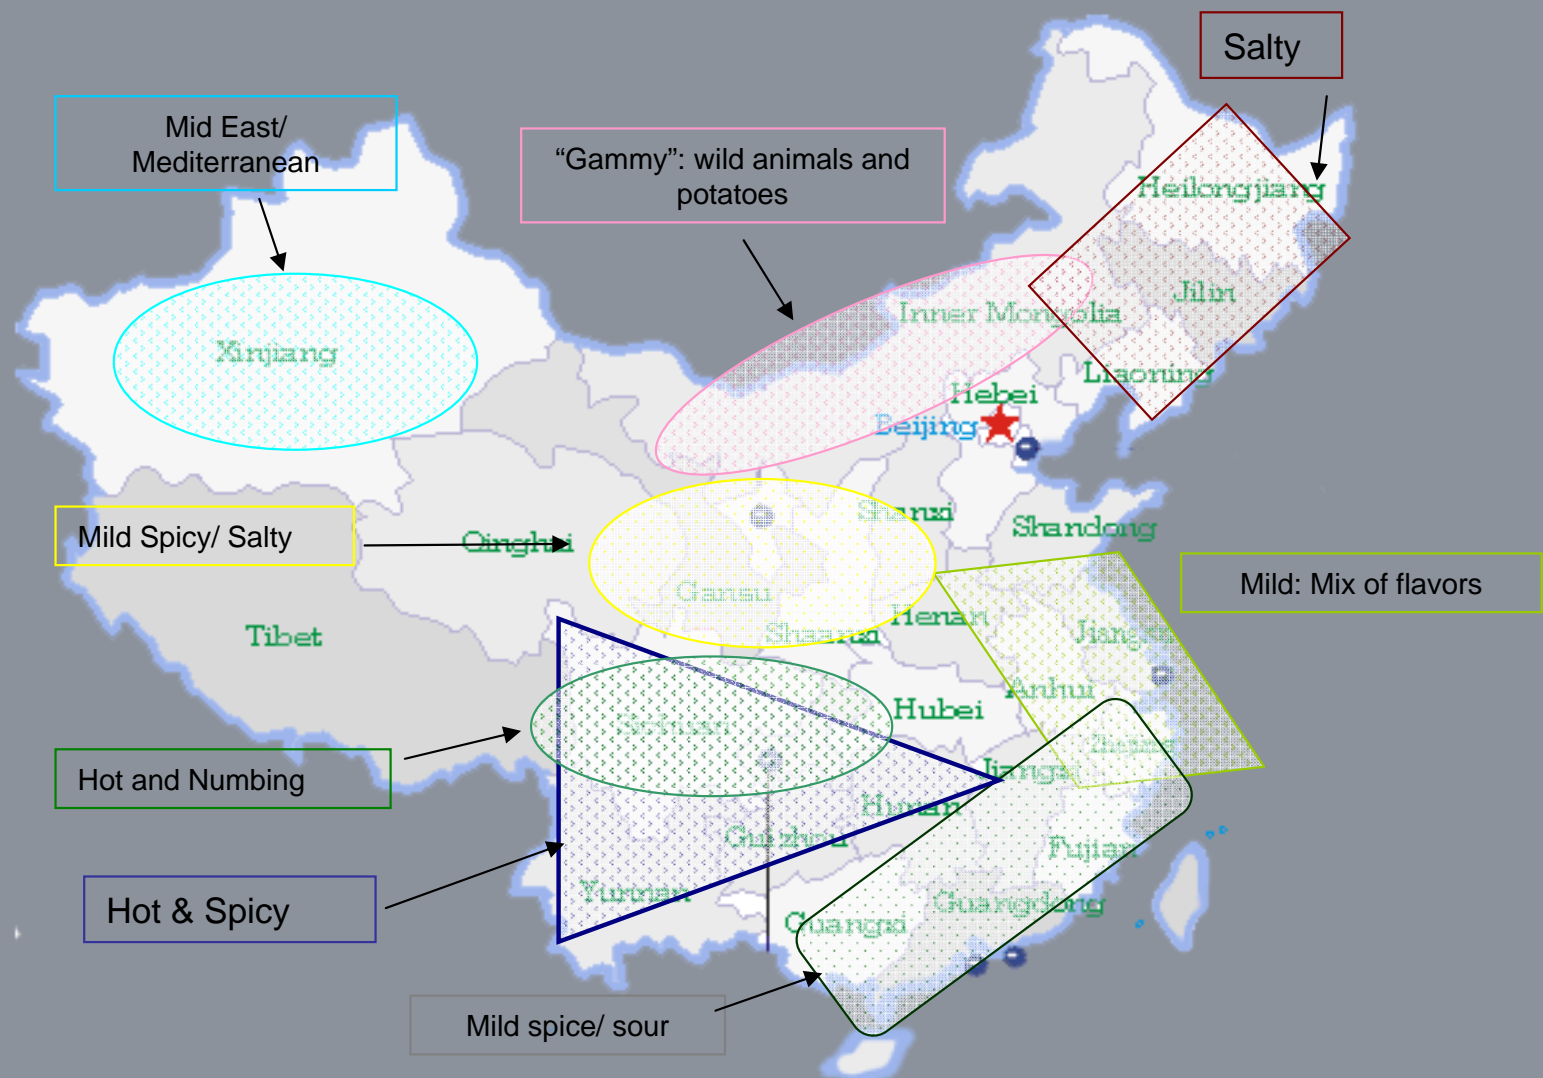 Salty
Mid East/
Mediterranean
“Gammy”: wild animals and
potatoes
Heilongjiang
Jilin
Inner Mongolia
Xinjiang
Liaoning
Hebei
Beijing
Shanxi
Shandong
Mild Spicy/ Salty
Qinghai
Mild: Mix of flavors
Gansu
Henan
Shaanxi
Jiangsu
Tibet
Anhui
Hubei
Sichuan
Zhejiang
Jiangxi
Hot and Numbing
Hunan
Guizhou
Fujian
Yunnan
Hot & Spicy
Guangxi
Guangdong
Mild spice/ sour